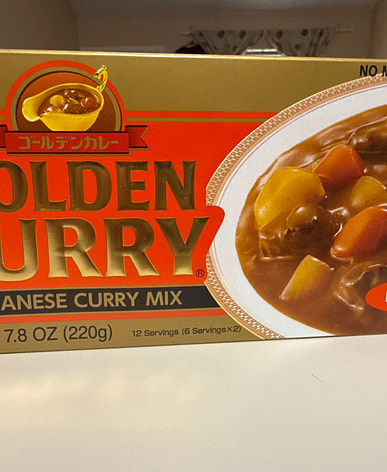 NO M
ゴールデンカレー
OLDEN
URRY®
ANESE CURRY MIX
7.8 OZ (220g)
12 Servings (6 Servings×2)